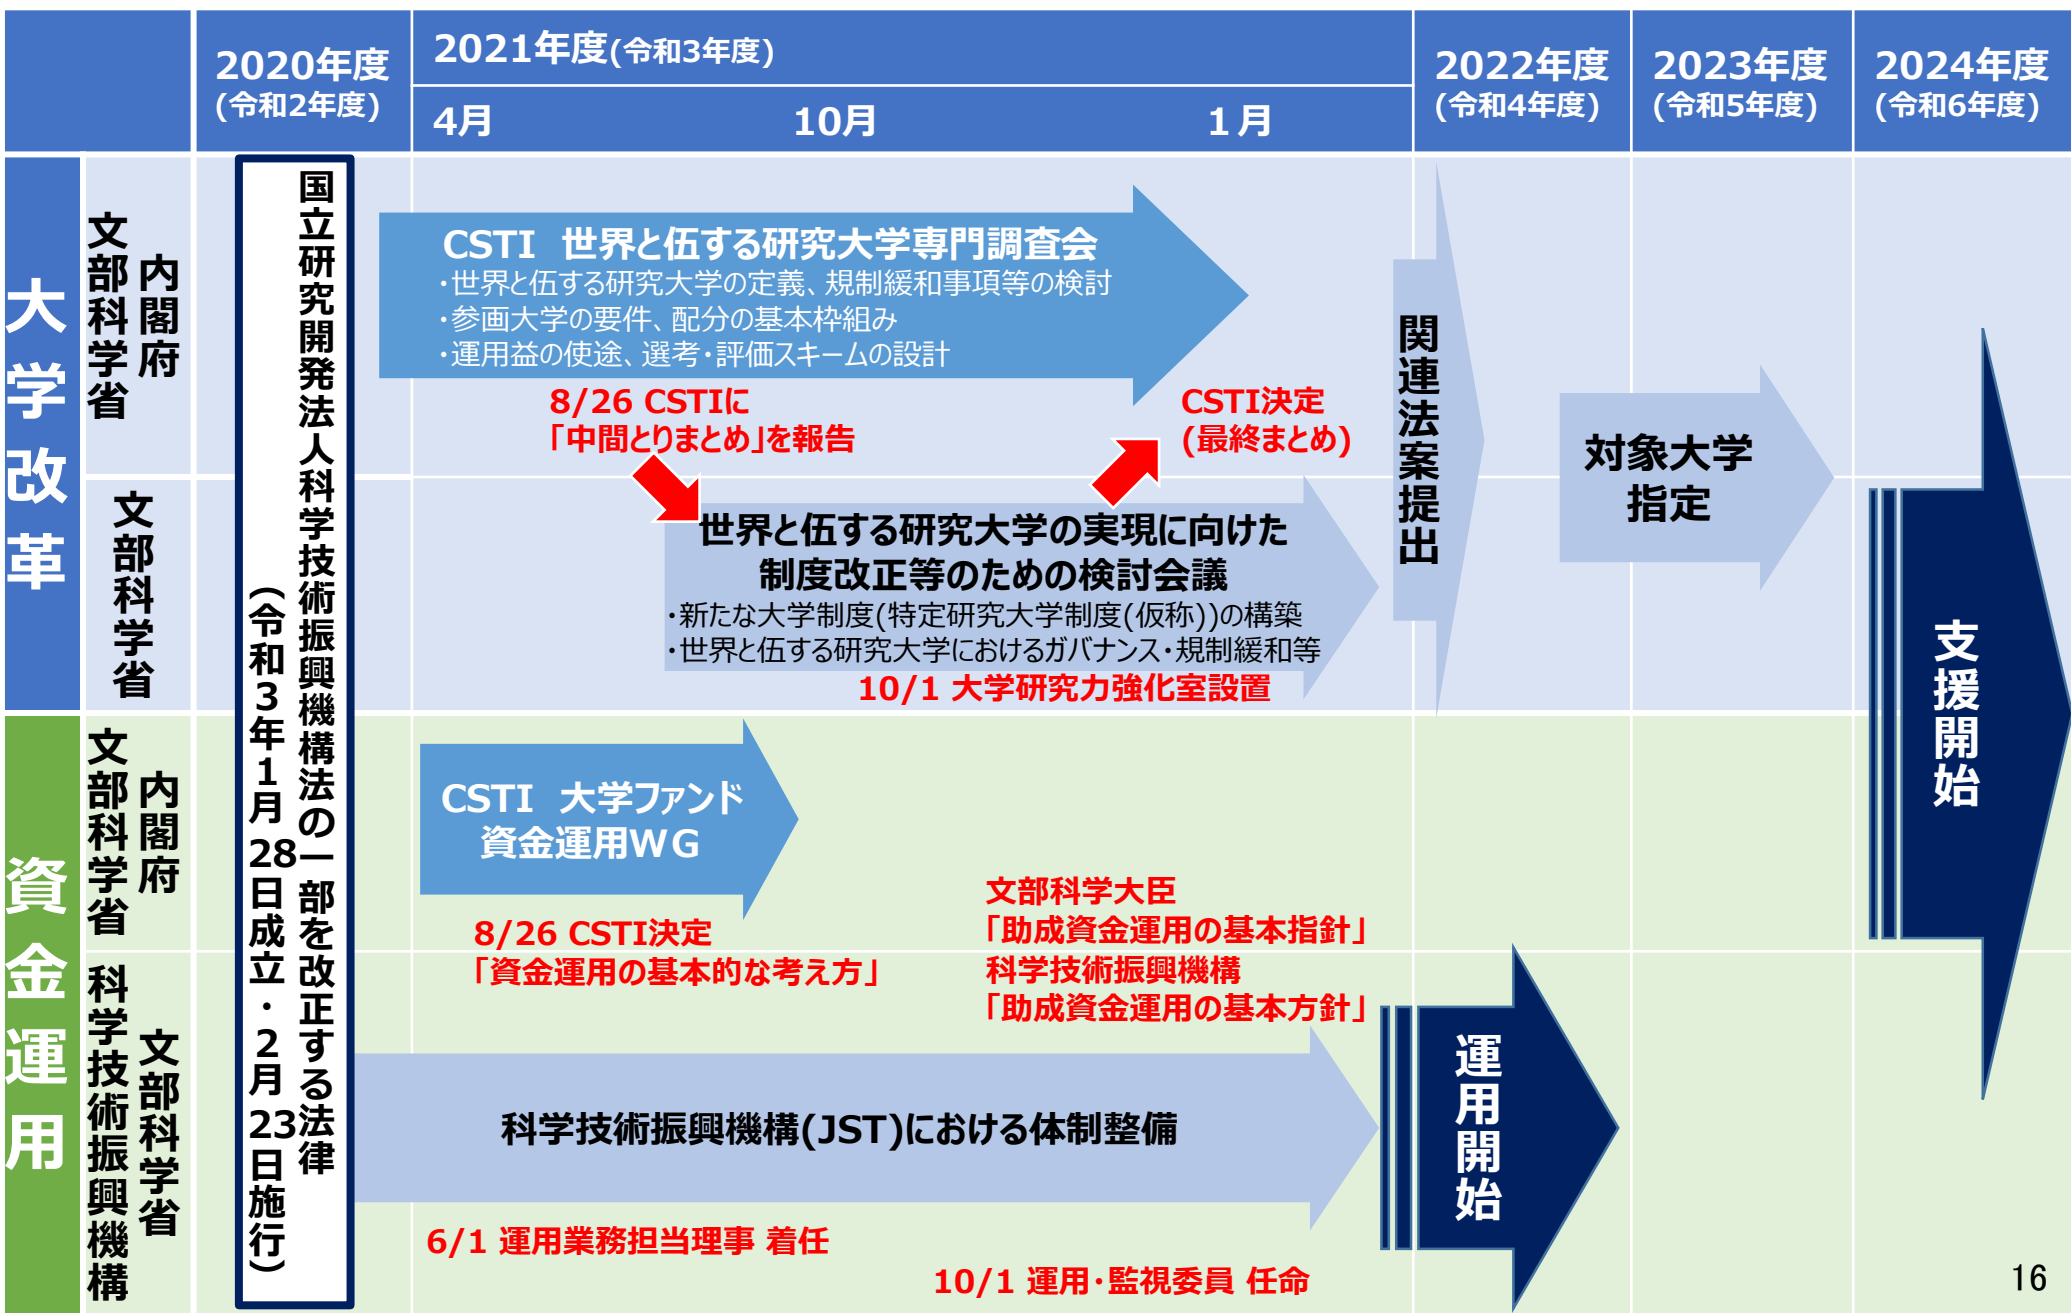 2020年度
(令和2年度)
2021年度(令和3年度)
4月
10月
1月
2022年度
(令和4年度)
2023年度
(令和5年度)
2024年度
(令和6年度)
大学改革
内閣府
文部科学省
文部科学省
国立研究開発法人科学技術振興機構法の一部を改正する法律
(令和3年1月28日成立・2月23日施行)
CSTI 世界と伍する研究大学専門調査会
・世界と伍する研究大学の定義、規制緩和事項等の検討
・参画大学の要件、配分の基本枠組み
・運用益の使途、選考・評価スキームの設計
8/26 CSTIに
「中間とりまとめ」を報告
CSTI決定
(最終まとめ)
世界と伍する研究大学の実現に向けた
制度改正等のための検討会議
・新たな大学制度(特定研究大学制度(仮称))の構築
・世界と伍する研究大学におけるガバナンス・規制緩和等
10/1 大学研究力強化室設置
関連法案提出
対象大学
指定
支援開始
資金運用
内閣府
文部科学省
文部科学省
科学技術振興機構
CSTI 大学ファンド
資金運用WG
8/26 CSTI決定
「資金運用の基本的な考え方」
文部科学大臣
「助成資金運用の基本指針」
科学技術振興機構
「助成資金運用の基本方針」
科学技術振興機構(JST)における体制整備
6/1 運用業務担当理事 着任
10/1 運用・監視委員 任命
運用開始
16